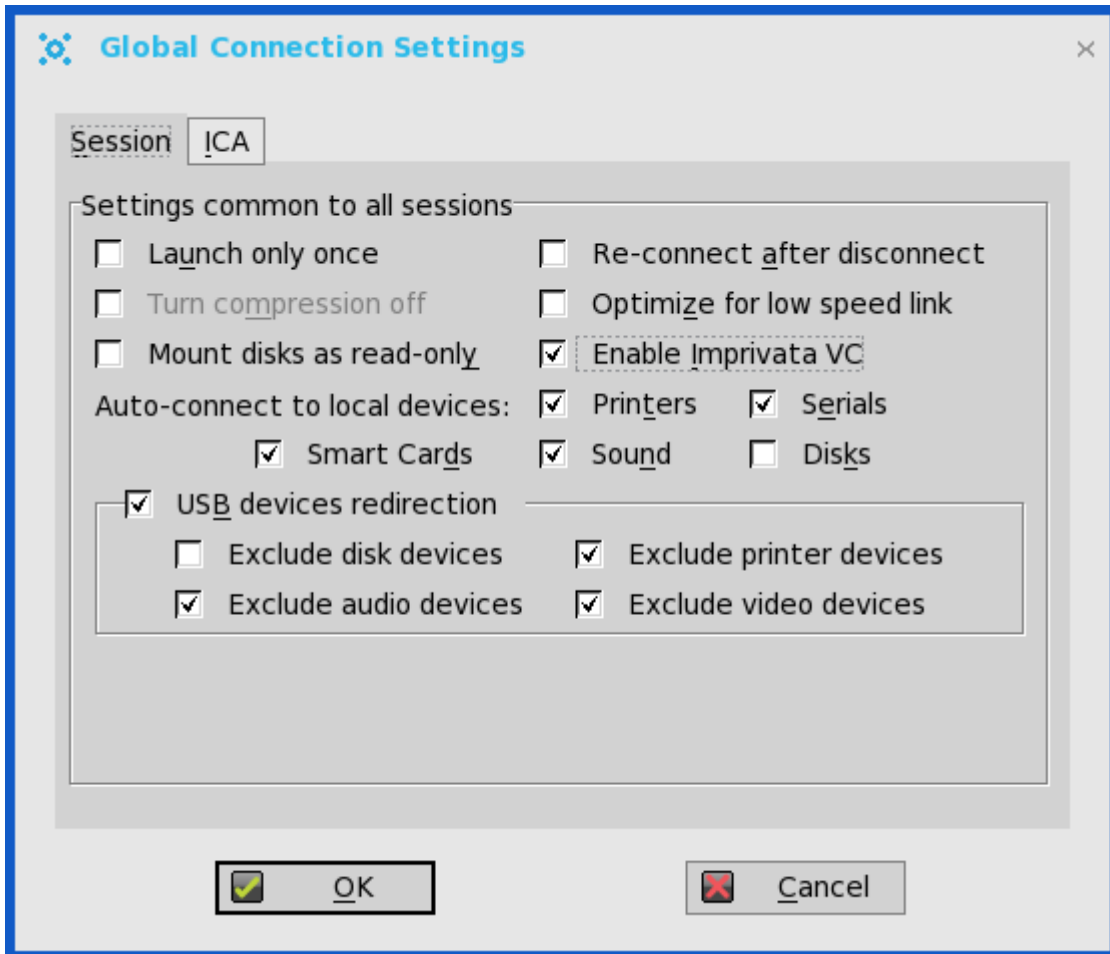 Global Connection Settings
Session ICA
Settings common to all sessions
Launch only once Re-connect after disconnect
Turn compression off Optimize for low speed link
Mount disks as read-only Enable Imprivata VC
Auto-connect to local devices: Printers Serials
Smart Cards Sound Disks
USB devices redirection
Exclude disk devices Exclude printer devices
Exclude audio devices Exclude video devices
OK Cancel